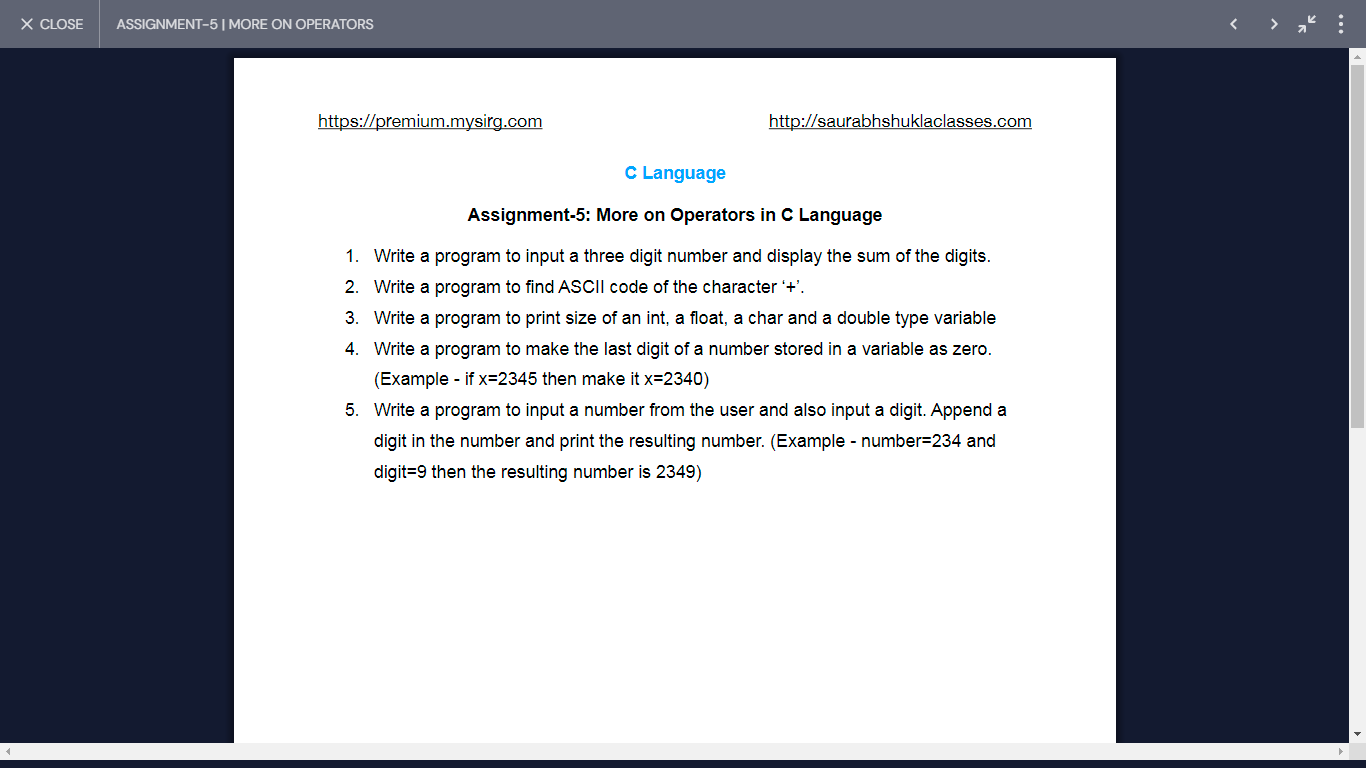 CLOSE ASSIGNMENT-5 | MORE ON OPERATORS
https://premium.mysirg.com http://saurabhshuklaclasses.com
C Language
Assignment-5: More on Operators in C Language
1. Write a program to input a three digit number and display the sum of the digits.
2. Write a program to find ASCII code of the character ‘+’.
3. Write a program to print size of an int, a float, a char and a double type variable
4. Write a program to make the last digit of a number stored in a variable as zero.
(Example - if x=2345 then make it x=2340)
5. Write a program to input a number from the user and also input a digit. Append a
digit in the number and print the resulting number. (Example - number=234 and
digit=9 then the resulting number is 2349)